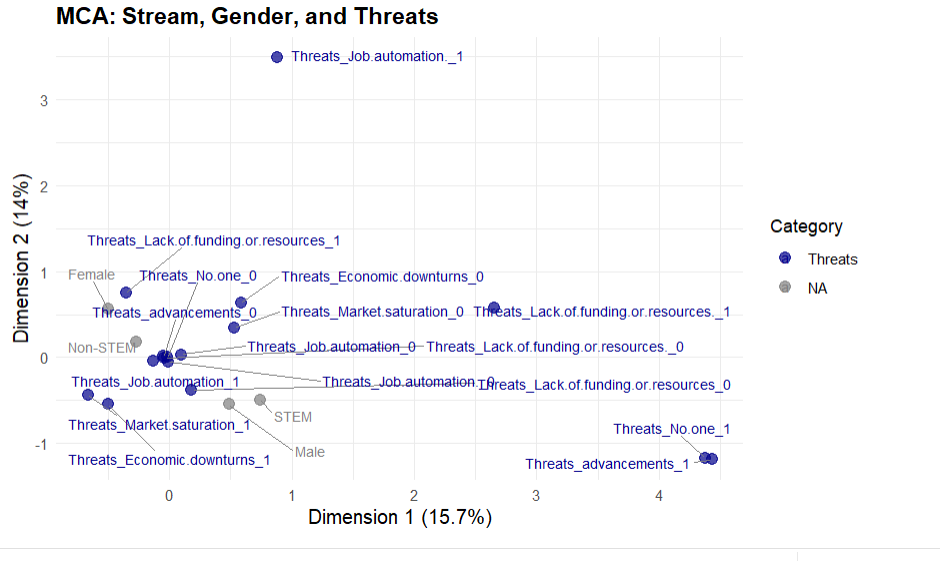 MCA: Stream, Gender, and Threats
Threats_Job.automation._1
3
2
Threats_Lack.of.funding.or.resources_1
Female
Threats_No.one_0
Threats_Economic.downturns_0
1
Threats_advancements_0
Threats_Market.saturation_0
Threats_Lack.of.funding.or.resources._1
Non-STEM
Threats_Job.automation_0
Threats_Lack.of.funding.or.resources._0
0
Threats_Job.automation_1
Threats_Job.automation._0
Threats_Lack.of.funding.or.resources_0
STEM
Threats_Market.saturation_1
Threats_No.one_1
-1
Male
Threats_Economic.downturns_1
Threats_advancements_1
0
1
2
3
4
Dimension 1 (15.7%)
Dimension 2 (14%)
Category
Threats
NA